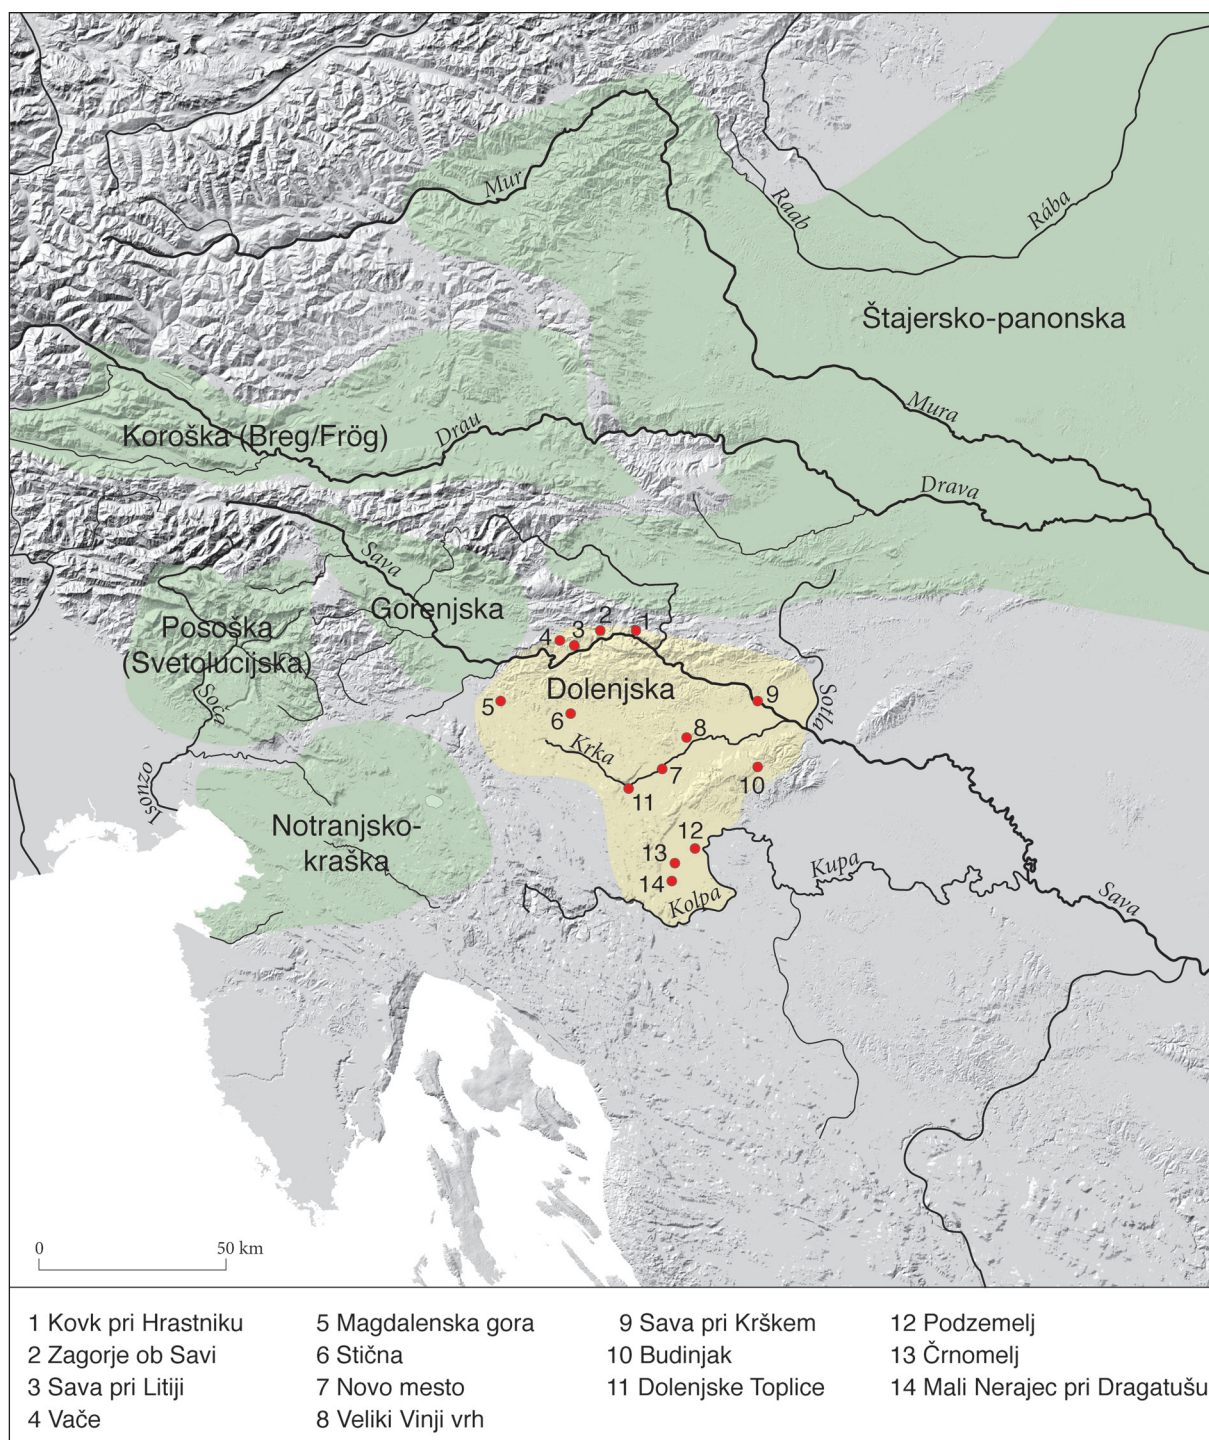 Mur
Raab
Rába
Štajersko-panonska
Mura
Koroška (Breg/Frög)
Drau
Drava
Sava
Gorenjska
Pososka
(Svetolucijska)
Soča
Isonzo
Notranjsko-
kraška
2
1
4
3
Dolenjska
9
Sotla
5
6
8
Krka
7
10
11
12
13
14
Kolpa
Kupa
Sava
0 50 km
1 Kovk pri Hrastniku
2 Zagorje ob Savi
3 Sava pri Litiji
4 Vače
5 Magdalenska gora
6 Stična
7 Novo mesto
8 Veliki Vinji vrh
9 Sava pri Krškem
10 Budinjak
11 Dolenjske Toplice
12 Podzemelj
13 Črnomelj
14 Mali Nerajec pri Dragatušu